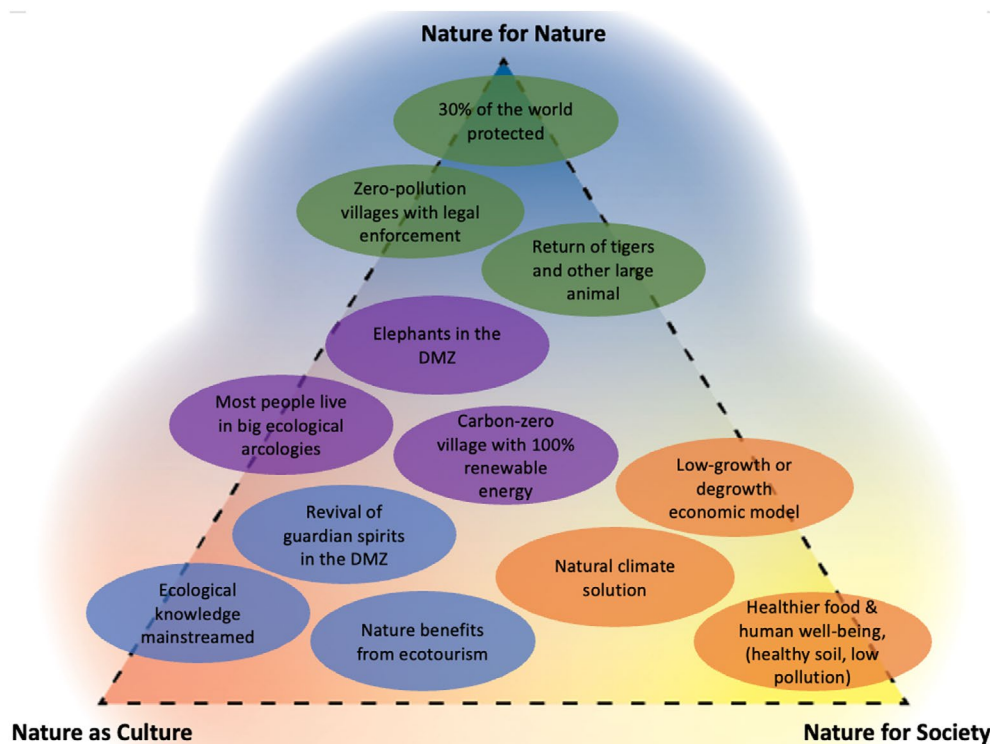 Nature for Nature
30% of the world
protected
Zero-pollution
villages with legal
enforcement
Return of tigers
and other large
animal
Elephants in the
DMZ
Most people live
in big ecological
arcologies
Carbon-zero
village with 100%
renewable
energy
Low-growth or
degrowth
economic model
Revival of
guardian spirits
in the DMZ
Natural climate
solution
Ecological
knowledge
mainstreamed
Nature benefits
from ecotourism
Healthier food &
human well-being,
(healthy soil, low
pollution)
Nature as Culture
Nature for Society